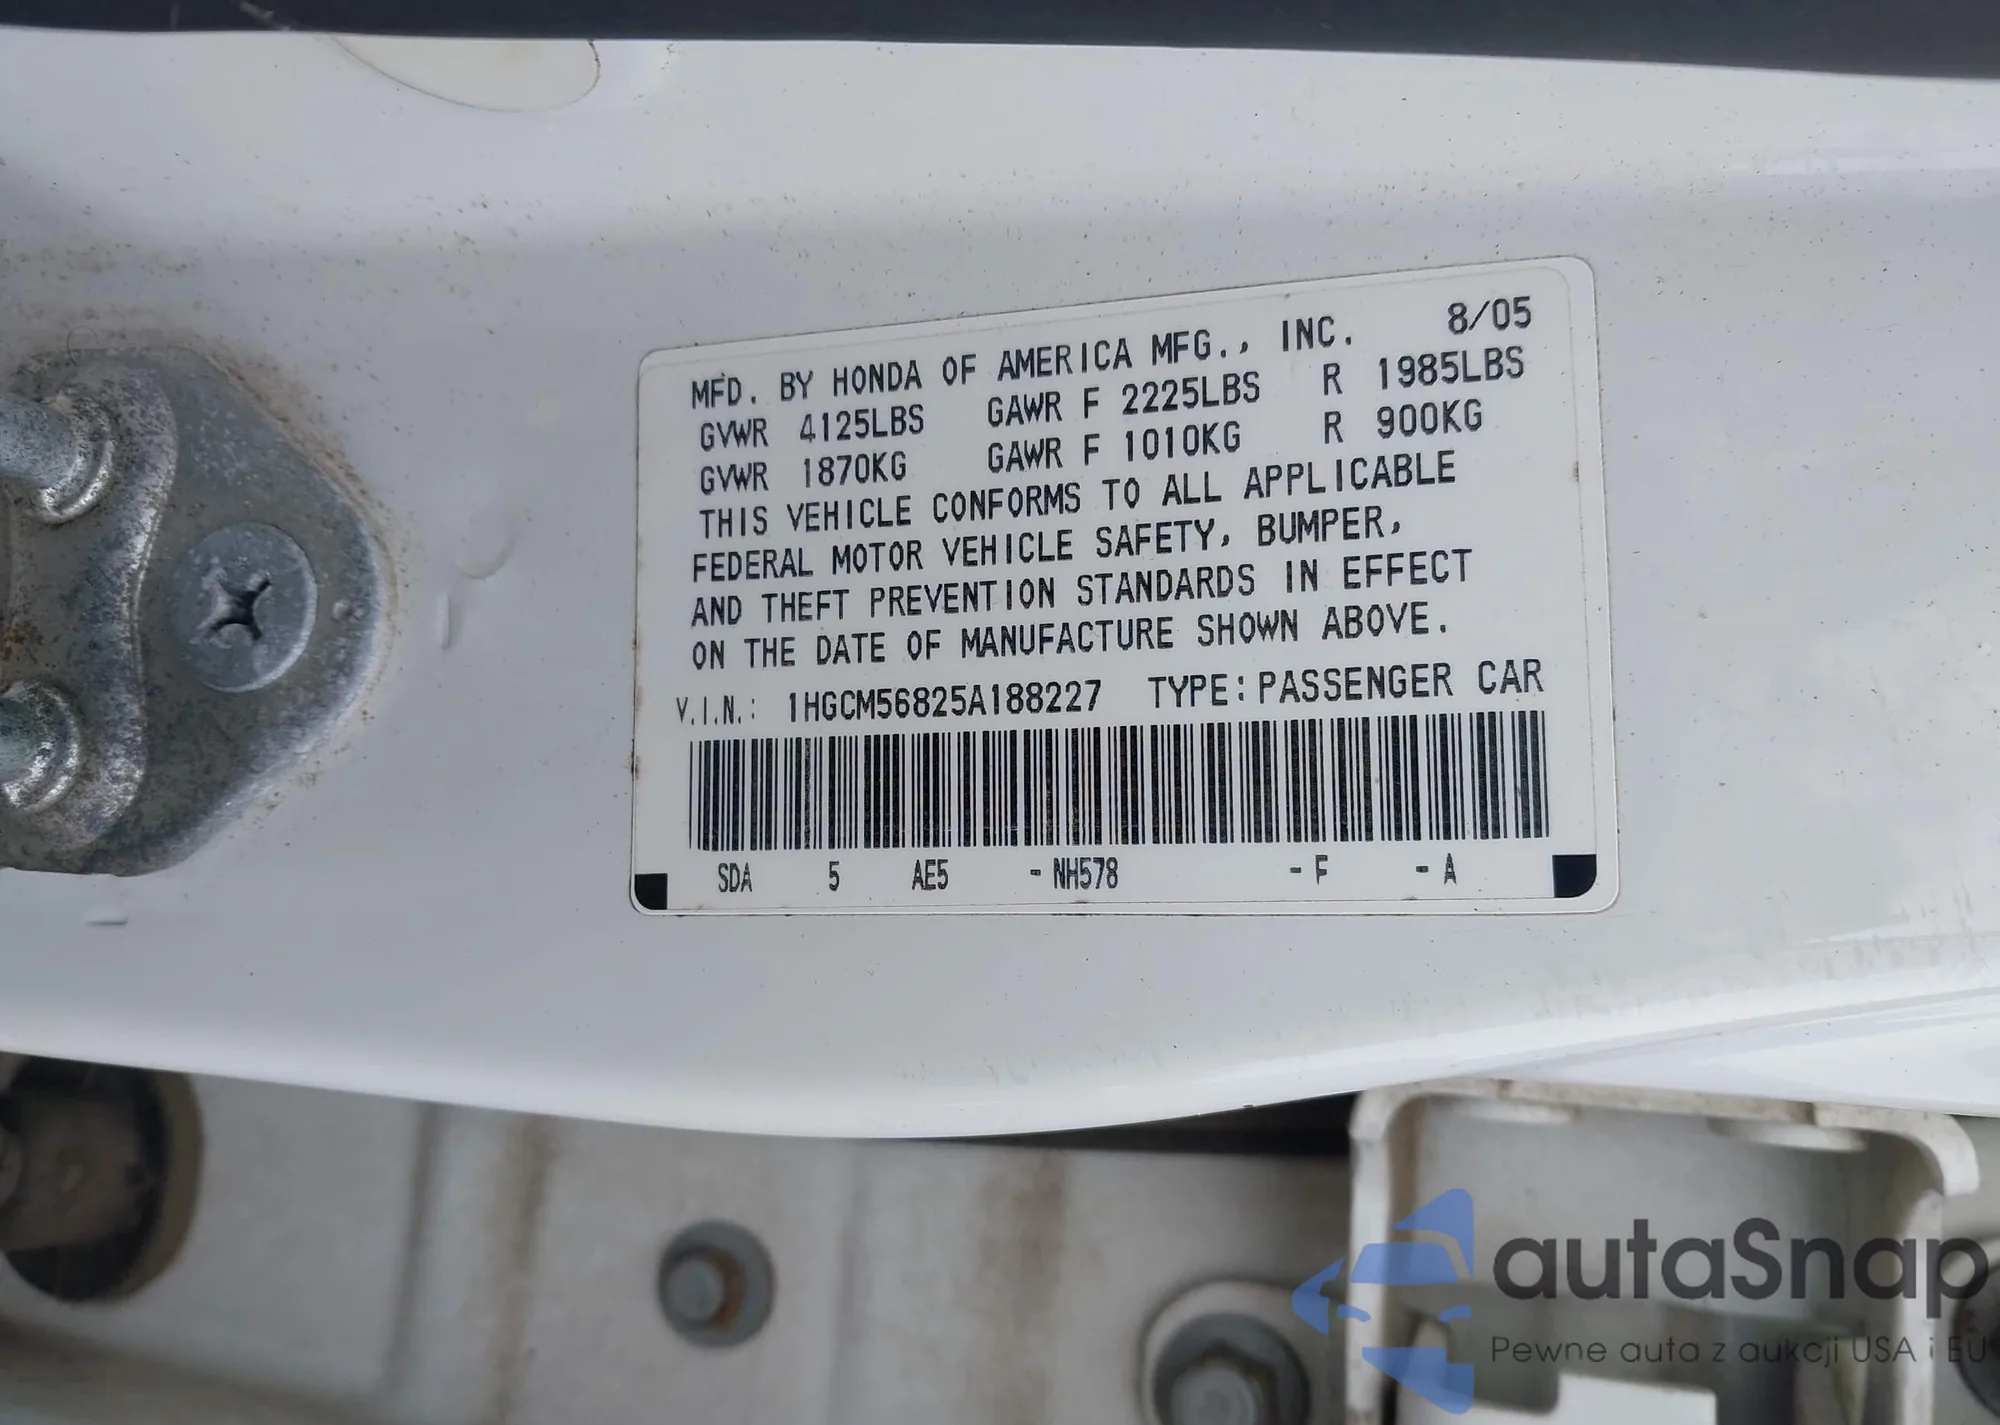 MFD. BY HONDA OF AMERICA MFG., INC. 8/05
GVWR 4125LBS GAWR F 2225LBS R 1985LBS
GVWR 1870KG GAWR F 1010KG R 900KG
THIS VEHICLE CONFORMS TO ALL APPLICABLE
FEDERAL MOTOR VEHICLE SAFETY, BUMPER,
AND THEFT PREVENTION STANDARDS IN EFFECT
ON THE DATE OF MANUFACTURE SHOWN ABOVE.
V.I.N.: 1HGCM56825A188227 TYPE:PASSENGER CAR
SDA 5 AE5 -NH578 -F -A
autaSnap
Pewne auta z aukcji USA i EU